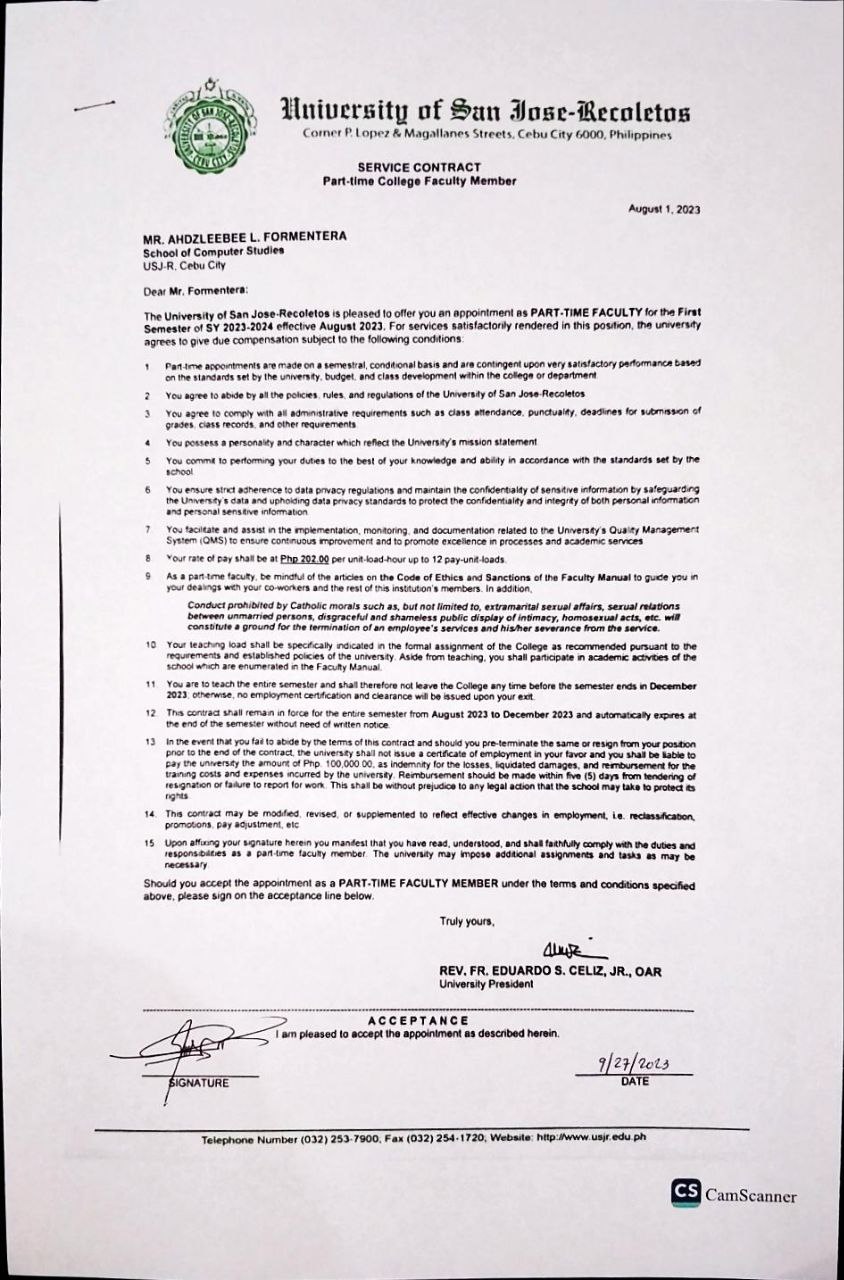 University of San Jose-Recoletos
Corner P. Lopez & Magallanes Streets, Cebu City 6000, Philippines
UNIVERSITY OF SAN JOSE-RECOLETOS
CEBU CITY
SERVICE CONTRACT
Part-time College Faculty Member
August 1, 2023
MR. AHDZLEEBEE L. FORMENTERA
School of Computer Studies
USJ-R, Cebu City
Dear Mr. Formentera:
The University of San Jose-Recoletos is pleased to offer you an appointment as PART-TIME FACULTY for the First
Semester of SY 2023-2024 effective August 2023. For services satisfactorily rendered in this position, the university
agrees to give due compensation subject to the following conditions:
1 Part-time appointments are made on a semestral, conditional basis and are contingent upon very satisfactory performance based
on the standards set by the university, budget, and class development within the college or department
2 You agree to abide by all the policies, rules, and regulations of the University of San Jose-Recoletos
3 You agree to comply with all administrative requirements such as class attendance, punctuality, deadlines for submission of
grades, class records, and other requirements
4 You possess a personality and character which reflect the University's mission statement
5 You commit to performing your duties to the best of your knowledge and ability in accordance with the standards set by the
school
6 You ensure strict adherence to data privacy regulations and maintain the confidentiality of sensitive information by safeguarding
the University's data and upholding data privacy standards to protect the confidentiality and integrity of both personal information
and personal sensitive information
7 You facilitate and assist in the implementation, monitoring, and documentation related to the University's Quality Management
System (QMS) to ensure continuous improvement and to promote excellence in processes and academic services
8 Your rate of pay shall be at Php 202.00 per unit-load-hour up to 12 pay-unit-loads.
9 As a part-time faculty, be mindful of the articles on the Code of Ethics and Sanctions of the Faculty Manual to guide you in
your dealings with your co-workers and the rest of this institution's members. In addition,
Conduct prohibited by Catholic morals such as, but not limited to, extramarital sexual affairs, sexual relations
between unmarried persons, disgraceful and shameless public display of intimacy, homosexual acts, etc. will
constitute a ground for the termination of an employee's services and his/her severance from the service.
10 Your teaching load shall be specifically indicated in the formal assignment of the College as recommended pursuant to the
requirements and established policies of the university. Aside from teaching, you shall participate in academic activities of the
school which are enumerated in the Faculty Manual.
11 You are to teach the entire semester and shall therefore not leave the College any time before the semester ends in December
2023; otherwise, no employment certification and clearance will be issued upon your exit
12 This contract shall remain in force for the entire semester from August 2023 to December 2023 and automatically expires at
the end of the semester without need of written notice.
13 In the event that you fail to abide by the terms of this contract and should you pre-terminate the same or resign from your position
prior to the end of the contract, the university shall not issue a certificate of employment in your favor and you shall be liable to
pay the university the amount of Php. 100,000.00, as indemnity for the losses, liquidated damages, and reimbursement for the
training costs and expenses incurred by the university. Reimbursement should be made within five (5) days from tendering of
resignation or failure to report for work. This shall be without prejudice to any legal action that the school may take to protect its
rights
14. This contract may be modified, revised, or supplemented to reflect effective changes in employment, i.e. reclassification,
promotions, pay adjustment, etc
15 Upon affixing your signature herein you manifest that you have read, understood, and shall faithfully comply with the duties and
responsibilities as a part-time faculty member. The university may impose additional assignments and tasks as may be
necessary
Should you accept the appointment as a PART-TIME FACULTY MEMBER under the terms and conditions specified
above, please sign on the acceptance line below.
Truly yours,
REV. FR. EDUARDO S. CELIZ, JR., OAR
University President
ACCEPTANCE
I am pleased to accept the appointment as described herein.
9/27/2023
SIGNATURE
DATE
Telephone Number (032) 253-7900, Fax (032) 254-1720, Website: http://www.usjr.edu.ph
CS CamScanner